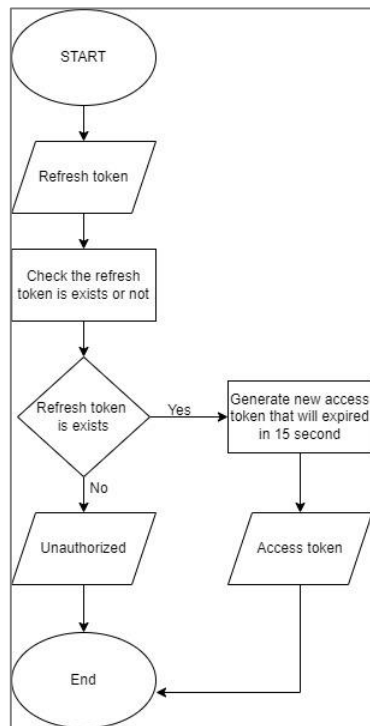 START
Refresh token
Check the refresh
token is exists or not
Refresh token
is exists
Yes
Generate new access
token that will expired
in 15 second
No
Unauthorized
Access token
End